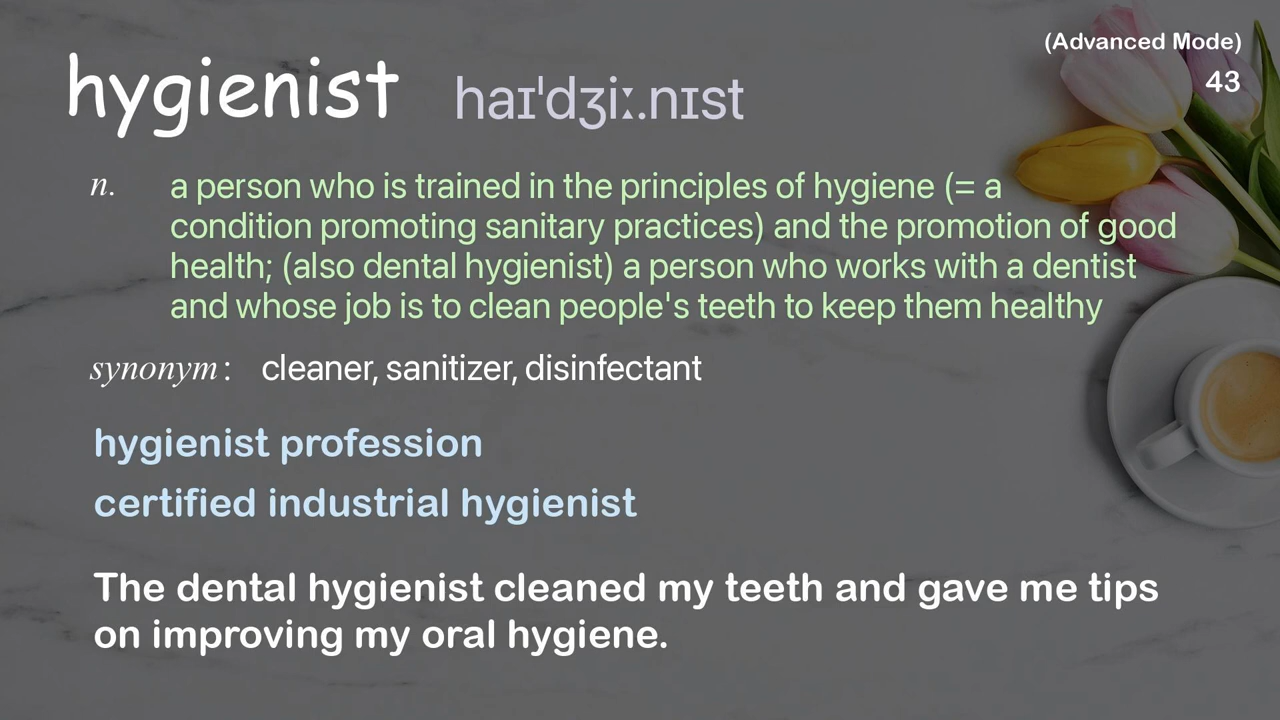 (Advanced Mode)
43
hygienist haɪˈdʒiː.nɪst
n. a person who is trained in the principles of hygiene (= a
condition promoting sanitary practices) and the promotion of good
health; (also dental hygienist) a person who works with a dentist
and whose job is to clean people's teeth to keep them healthy
synonym: cleaner, sanitizer, disinfectant
hygienist profession
certified industrial hygienist
The dental hygienist cleaned my teeth and gave me tips
on improving my oral hygiene.